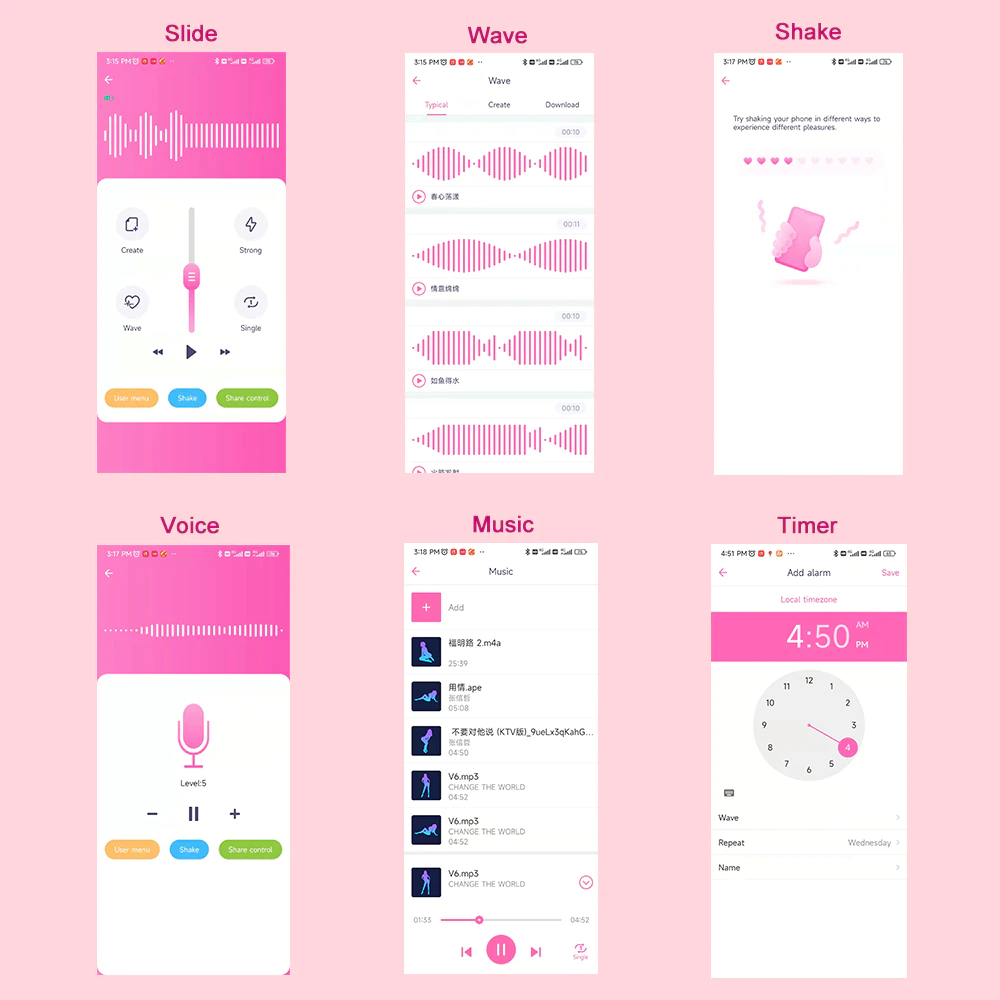 Slide
3:15 PM
Create
Strong
Wave
Single
User menu
Shake
Share control
Wave
3:15 PM
Wave
Typical
Create
Download
00:10
春心荡漾
00:11
情意绵绵
00:10
如鱼得水
00:10
Shake
3:17 PM
Try shaking your phone in different ways to
experience different pleasures.
Voice
3:17 PM
Level:5
User menu
Shake
Share control
Music
3:18 PM
Music
Add
福明路 2.m4a
25:39
用情.ape
张信哲
05:08
不要对他说 (KTV版)_9ueLx3qKahG...
张信哲
04:50
V6.mp3
CHANGE THE WORLD
04:52
V6.mp3
CHANGE THE WORLD
04:52
V6.mp3
CHANGE THE WORLD
01:33
04:52
Single
Timer
4:51 PM
Add alarm
Save
Local timezone
4:50
AM
PM
12
11
1
10
2
9
3
8
4
7
5
6
Wave
Repeat
Wednesday
Name